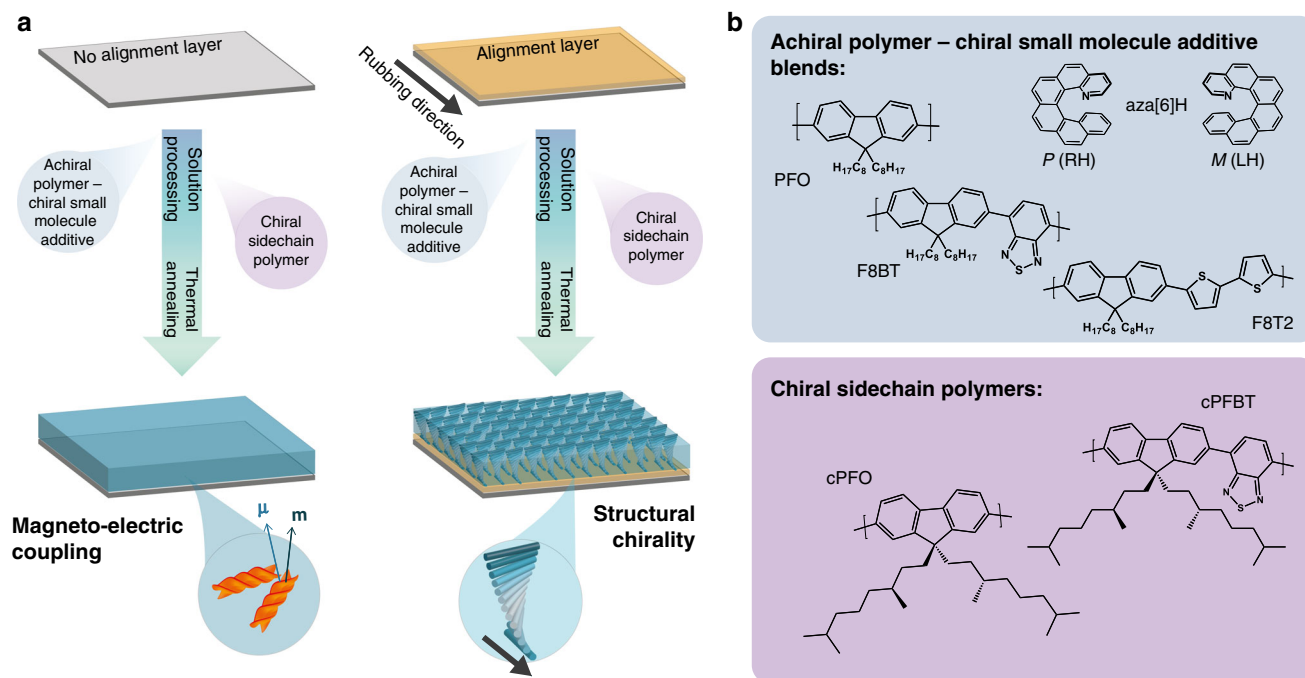 a
No alignment layer
Solution
processing
Thermal
annealing
Achiral
polymer –
chiral small
molecule
additive
Chiral
sidechain
polymer
Magneto-electric
coupling
μ
m
Alignment layer
Rubbing direction
Solution
processing
Thermal
annealing
Achiral
polymer –
chiral small
molecule
additive
Chiral
sidechain
polymer
Structural
chirality
b
Achiral polymer – chiral small molecule additive
blends:
N
P (RH)
aza[6]H
N
M (LH)
H₁₇C₈ C₈H₁₇
PFO
H₁₇C₈ C₈H₁₇
N S N
F8BT
S
S
H₁₇C₈ C₈H₁₇
F8T2
Chiral sidechain polymers:
cPFBT
N
S
N
cPFO